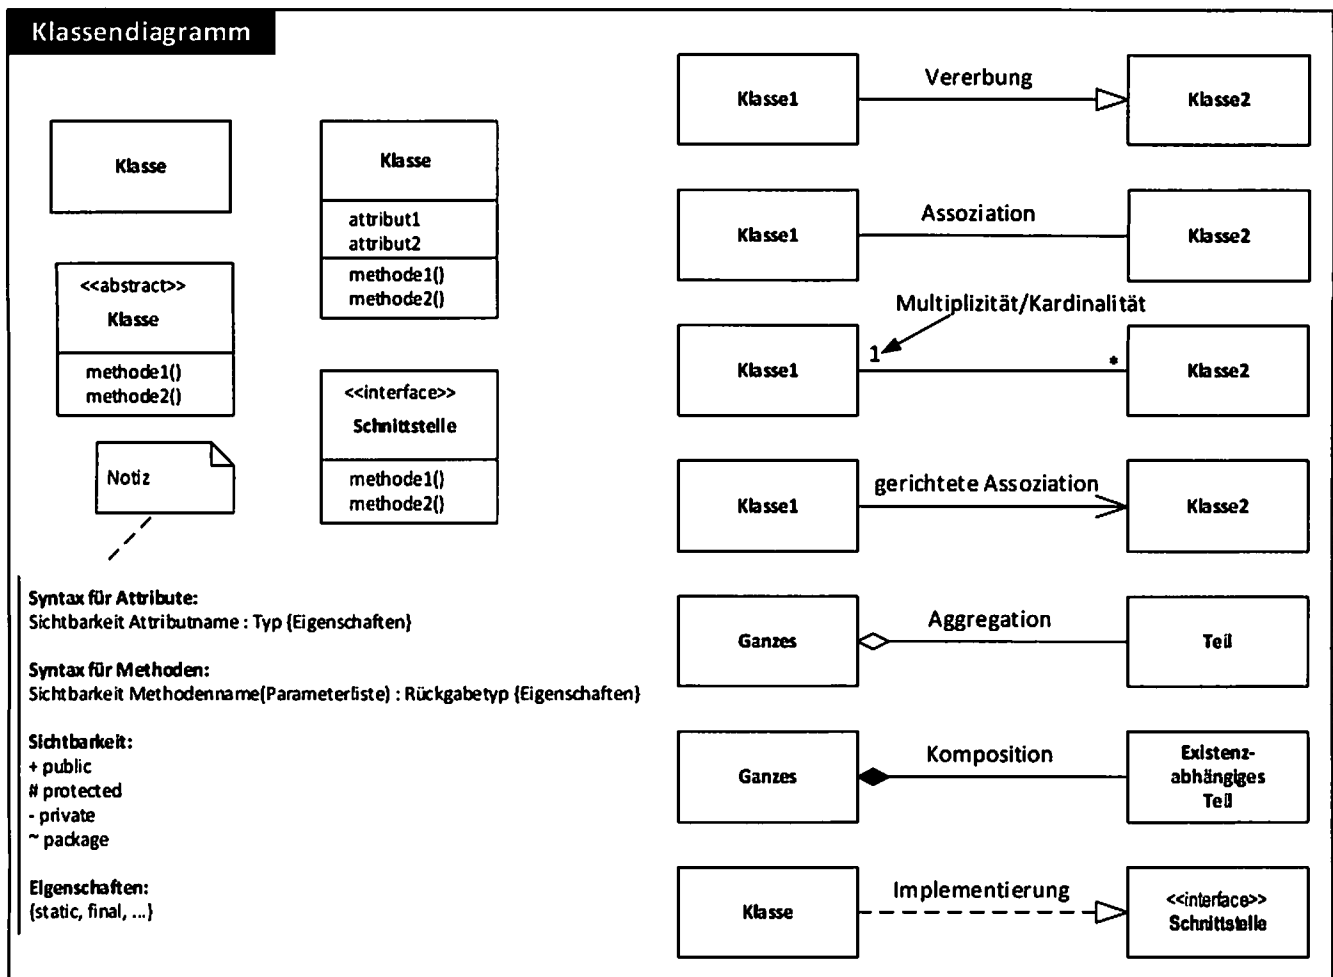 Klassendiagramm
Klasse
Klasse
attribut1
attribut2
methode1()
methode2()
<<abstract>>
Klasse
methode1()
methode2()
<<interface>>
Schnittstelle
methode1()
methode2()
Notiz
Syntax für Attribute:
Sichtbarkeit Attributname : Typ {Eigenschaften}
Syntax für Methoden:
Sichtbarkeit Methodenname(Parameterliste) : Rückgabetyp {Eigenschaften}
Sichtbarkeit:
+ public
# protected
- private
~ package
Eigenschaften:
{static, final, ...}
Klasse1
Vererbung
Klasse2
Klasse1
Assoziation
Klasse2
Multiplizität/Kardinalität
Klasse1
1
*
Klasse2
Klasse1
gerichtete Assoziation
Klasse2
Ganzes
Aggregation
Teil
Ganzes
Komposition
Existenz-
abhängiges
Teil
Klasse
Implementierung
<<interface>>
Schnittstelle